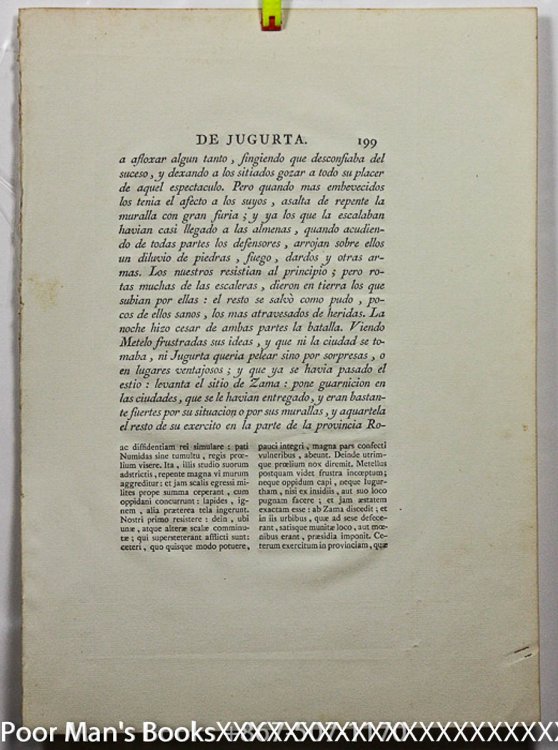 DE JUGURTA. 199
a afloxar algun tanto , fingiendo que desconfiaba del
suceso, y dexando a los sitiados gozar a todo su placer
de aquel espectaculo. Pero quando mas embevecidos
los tenia el afecto a los suyos , asalta de repente la
muralla con gran furia ; y ya los que la escalaban
havian casi llegado a las almenas , quando acudien-
do de todas partes los defensores , arrojan sobre ellos
un diluvio de piedras , fuego , dardos y otras ar-
mas. Los nuestros resistian al principio ; pero ro-
tas muchas de las escaleras , dieron en tierra los que
subian por ellas : el resto se salvò como pudo , po-
cos de ellos sanos , los mas atravesados de heridas. La
noche hizo cesar de ambas partes la batalla. Viendo
Metelo frustradas sus ideas , y que ni la ciudad se to-
maba , ni Jugurta queria pelear sino por sorpresas , o
en lugares ventajosos ; y que ya se havia pasado el
estio : levanta el sitio de Zama : pone guarnicion en
las ciudades, que se le havian entregado, y eran bastan-
te fuertes por su situacion o por sus murallas, y aquartela
el resto de su exercito en la parte de la provincia Ro-
ac diffidentiam rei simulare : pati
Numidas sine tumultu , regis prœ-
lium visere. Ita , illis studio suorum
adstrictis , repente magna vi murum
aggreditur: et jam scalis egressi mi-
lites prope summa ceperant , cum
oppidani concurrunt : lapides , ig-
nem , alia præterea tela ingerunt.
Nostri primo resistere : dein , ubi
unæ , atque alteræ scalæ comminu-
tæ ; qui supersteterant afflicti sunt:
ceteri , quo quisque modo potuere,
pauci integri , magna pars confecti
vulneribus , abeunt. Deinde utrim-
que prœlium nox diremit. Metellus
postquam videt frustra inceptum;
neque oppidum capi , neque Jugur-
tham, nisi ex insidiis, aut suo loco
pugnam facere ; et jam æstatem
exactam esse : ab Zama discedit ; et
in iis urbibus , quæ ad sese defece-
rant , satisque munitæ loco , aut mœ-
nibus erant , præsidia imponit. Ce-
terum exercitum in provinciam, quæ
Poor Man's Books